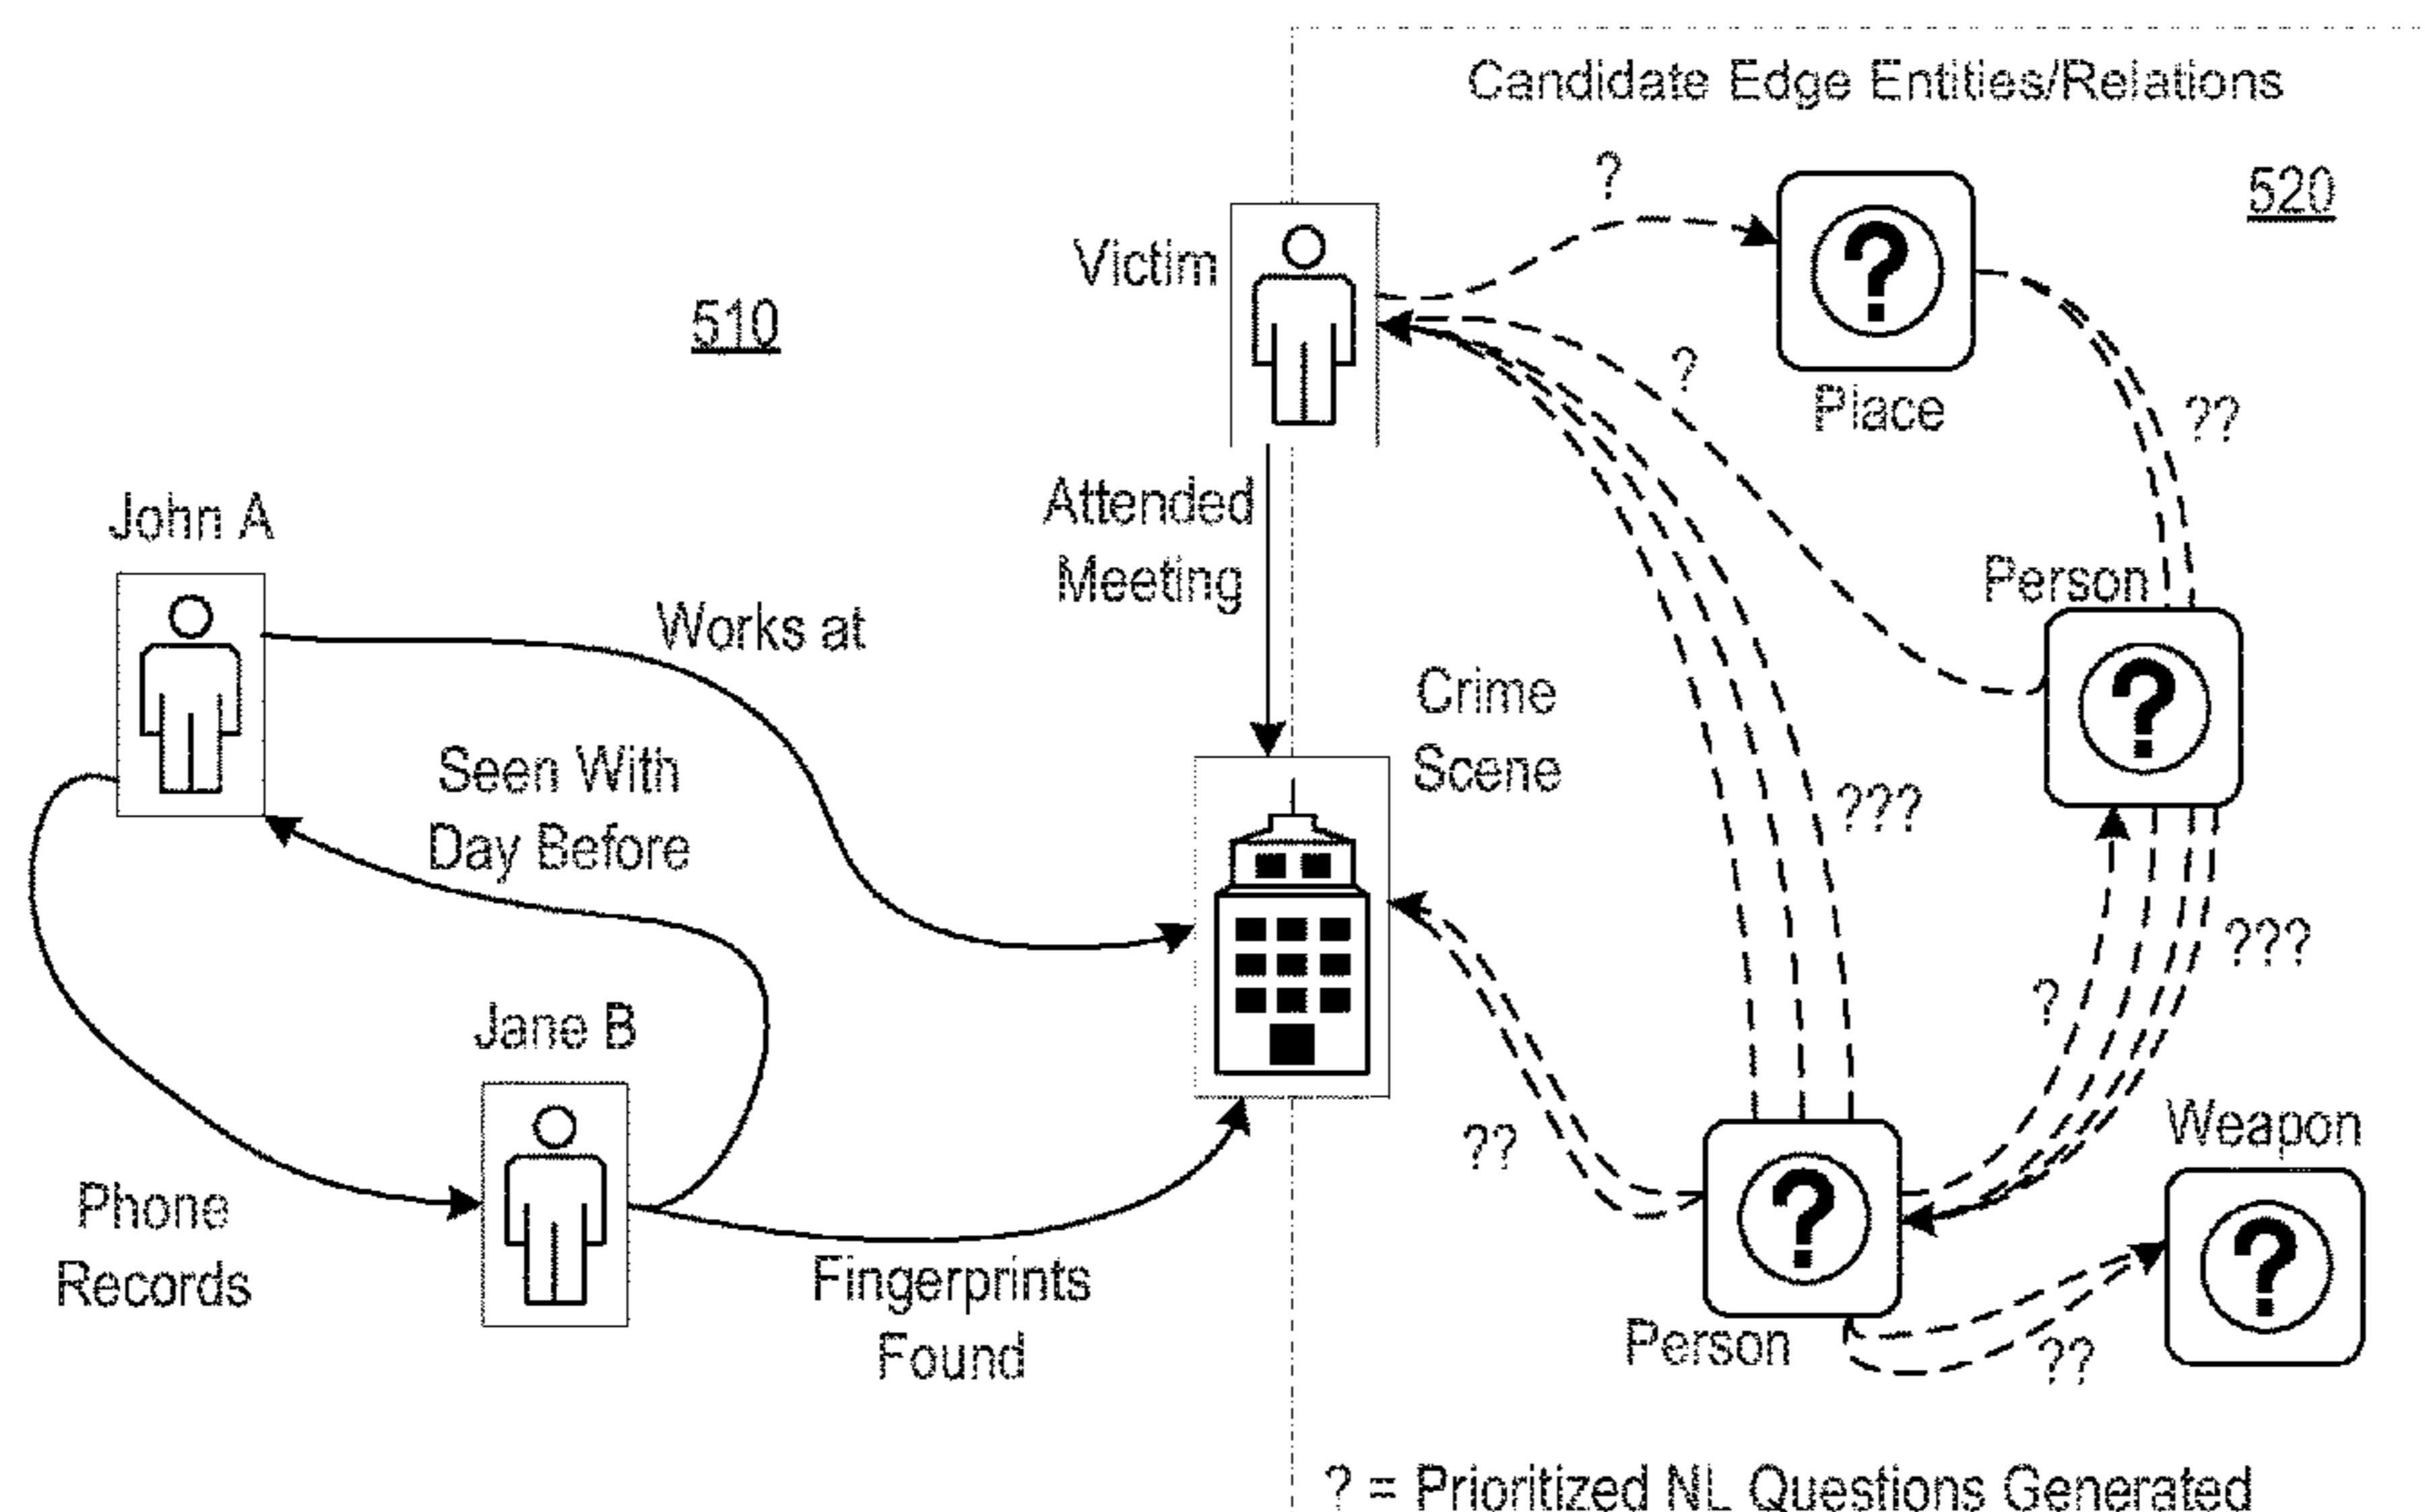 Candidate Edge Entities/Relations
?
520
Victim
?
510
?
Place
??
John A
Attended
Meeting
Person
Works at
?
Crime
Scene
Seen With
Day Before
???
???
?
Jane B
??
Weapon
?
?
Phone
Records
Fingerprints
Found
Person
??
? = Prioritized NL Questions Generated